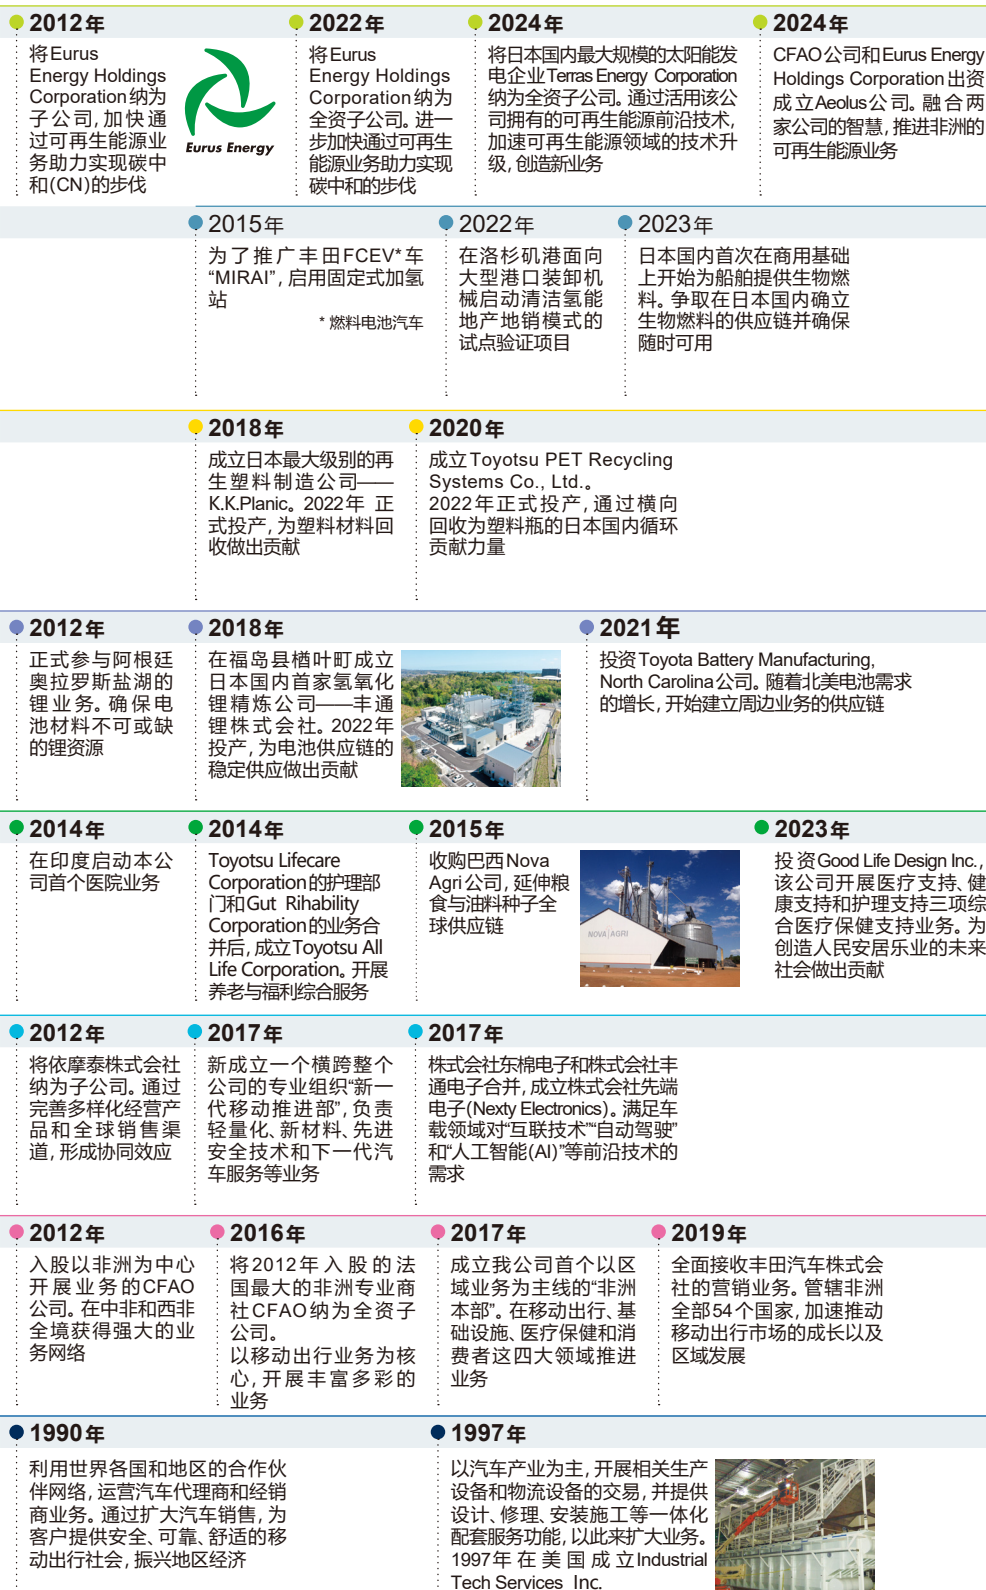 2012年
将Eurus
Energy Holdings
Corporation纳为
子公司，加快通
过可再生能源业
务助力实现碳中
和(CN)的步伐
Eurus Energy
2022年
将Eurus
Energy Holdings
Corporation纳为
全资子公司。进一
步加快通过可再生
能源业务助力实现
碳中和的步伐
2024年
将日本国内最大规模的太阳能发
电企业Terras Energy Corporation
纳为全资子公司。通过活用该公
司拥有的可再生能源前沿技术，
加速可再生能源领域的技术升
级，创造新业务
2024年
CFAO公司和Eurus Energy
Holdings Corporation出资
成立Aeolus公司。融合两
家公司的智慧，推进非洲的
可再生能源业务
2015年
为了推广丰田FCEV*车
“MIRAI”，启用固定式加氢
站
* 燃料电池汽车
2022年
在洛杉矶港面向
大型港口装卸机
械启动清洁氢能
地产地销模式的
试点验证项目
2023年
日本国内首次在商用基础
上开始为船舶提供生物燃
料。争取在日本国内确立
生物燃料的供应链并确保
随时可用
2018年
成立日本最大级别的再
生塑料制造公司——
K.K.Planic。2022年 正
式投产，为塑料材料回
收做出贡献
2020年
成立Toyotsu PET Recycling
Systems Co., Ltd.。
2022年正式投产，通过横向
回收为塑料瓶的日本国内循环
贡献力量
2012年
正式参与阿根廷
奥拉罗斯盐湖的
锂业务。确保电
池材料不可或缺
的锂资源
2018年
在福岛县楢叶町成立
日本国内首家氢氧化
锂精炼公司——丰通
锂株式会社。2022年
投产，为电池供应链的
稳定供应做出贡献
2021年
投资Toyota Battery Manufacturing,
North Carolina公司。随着北美电池需求
的增长，开始建立周边业务的供应链
2014年
在印度启动本公
司首个医院业务
2014年
Toyotsu Lifecare
Corporation的护理部
门和Gut Rihability
Corporation的业务合
并后，成立Toyotsu All
Life Corporation。开展
养老与福利综合服务
2015年
收购巴西Nova
Agri公司，延伸粮
食与油料种子全
球供应链
NOVA AGRI
2023年
投资Good Life Design Inc.，
该公司开展医疗支持、健
康支持和护理支持三项综
合医疗保健支持业务。为
创造人民安居乐业的未来
社会做出贡献
2012年
将依摩泰株式会社
纳为子公司。通过
完善多样化经营产
品和全球销售渠
道，形成协同效应
2017年
新成立一个横跨整个
公司的专业组织“新一
代移动推进部”，负责
轻量化、新材料、先进
安全技术和下一代汽
车服务等业务
2017年
株式会社东棉电子和株式会社丰
通电子合并，成立株式会社先端
电子(Nexty Electronics)。满足车
载领域对“互联技术”“自动驾驶”
和“人工智能(AI)”等前沿技术的
需求
2012年
入股以非洲为中心
开展业务的CFAO
公司。在中非和西非
全境获得强大的业
务网络
2016年
将2012年入股的法
国最大的非洲专业商
社CFAO纳为全资子
公司。
以移动出行业务为核
心，开展丰富多彩的
业务
2017年
成立我公司首个以区
域业务为主线的“非洲
本部”。在移动出行、基
础设施、医疗保健和消
费者这四大领域推进
业务
2019年
全面接收丰田汽车株式会
社的营销业务。管辖非洲
全部54个国家，加速推动
移动出行市场的成长以及
区域发展
1990年
利用世界各国和地区的合作伙
伴网络，运营汽车代理商和经销
商业务。通过扩大汽车销售，为
客户提供安全、可靠、舒适的移
动出行社会，振兴地区经济
1997年
以汽车产业为主，开展相关生产
设备和物流设备的交易，并提供
设计、修理、安装施工等一体化
配套服务功能，以此来扩大业务。
1997年在美国成立Industrial
Tech Services Inc.